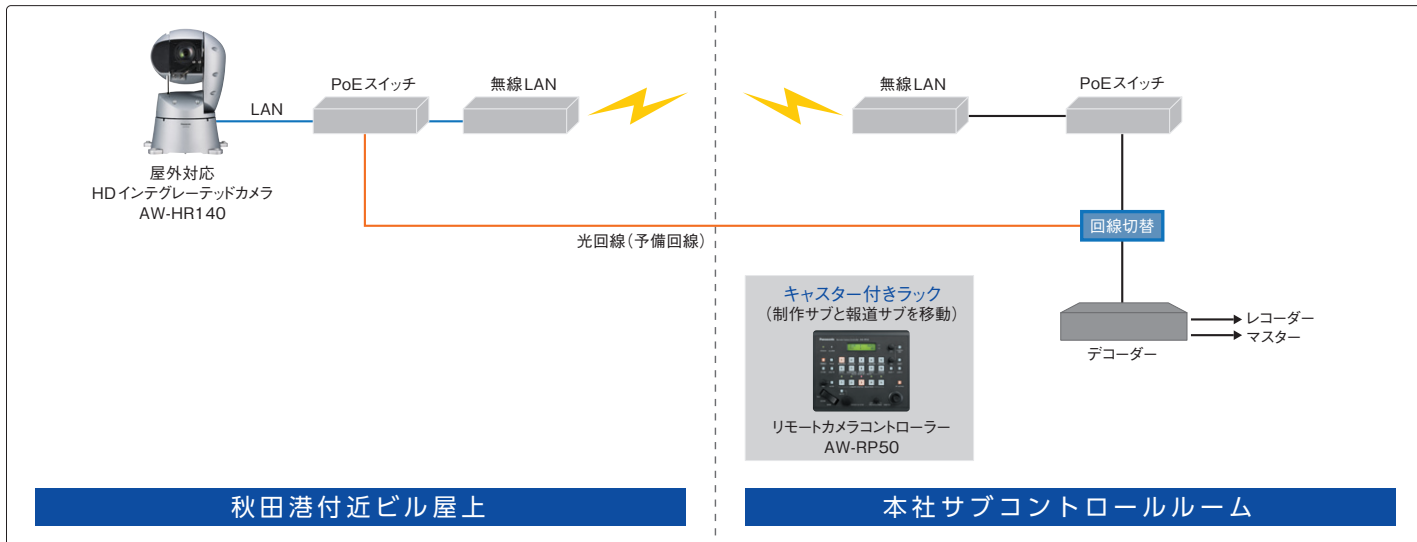 PoEスイッチ
無線LAN
LAN
屋外対応
HDインテグレーテッドカメラ
AW-HR140
光回線(予備回線)
秋田港付近ビル屋上
無線LAN
PoEスイッチ
回線切替
キャスター付きラック
(制作サブと報道サブを移動)
Panasonic
リモートカメラコントローラー
AW-RP50
デコーダー
レコーダー
マスター
本社サブコントロールルーム